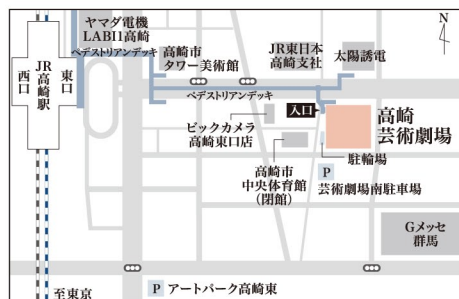 ヤマダ電機
LABI1高崎
ペデストリアンデッキ
高崎市
タワー美術館
JR東日本
高崎支社
太陽誘電
N
西口
JR高崎駅
東口
ペデストリアンデッキ
入口
高崎
芸術劇場
ビックカメラ
高崎東口店
駐輪場
高崎市
中央体育館
(閉館)
P
芸術劇場南駐車場
Gメッセ
群馬
至東京
P アートパーク高崎東